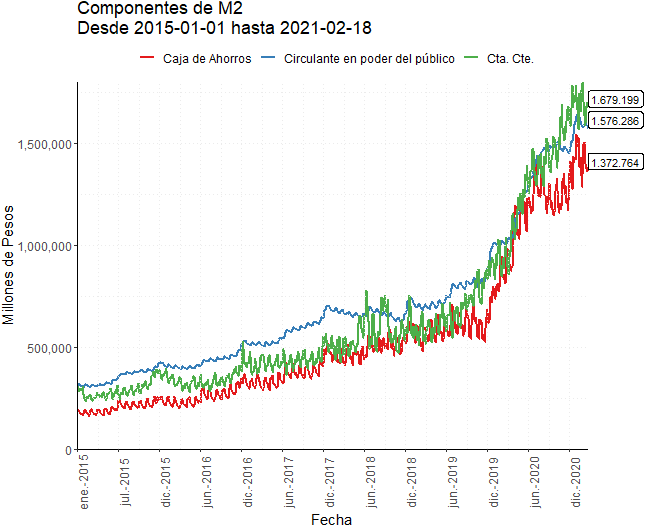 Componentes de M2
Desde 2015-01-01 hasta 2021-02-18
Caja de Ahorros Circulante en poder del público Cta. Cte.
1.679.199
1.576.286
1.372.764
1,500,000
1,000,000
500,000
0
Millones de Pesos
ene.-2015
jul.-2015
dic.-2015
jun.-2016
dic.-2016
jun.-2017
dic.-2017
jun.-2018
dic.-2018
jun.-2019
dic.-2019
jun.-2020
dic.-2020
Fecha